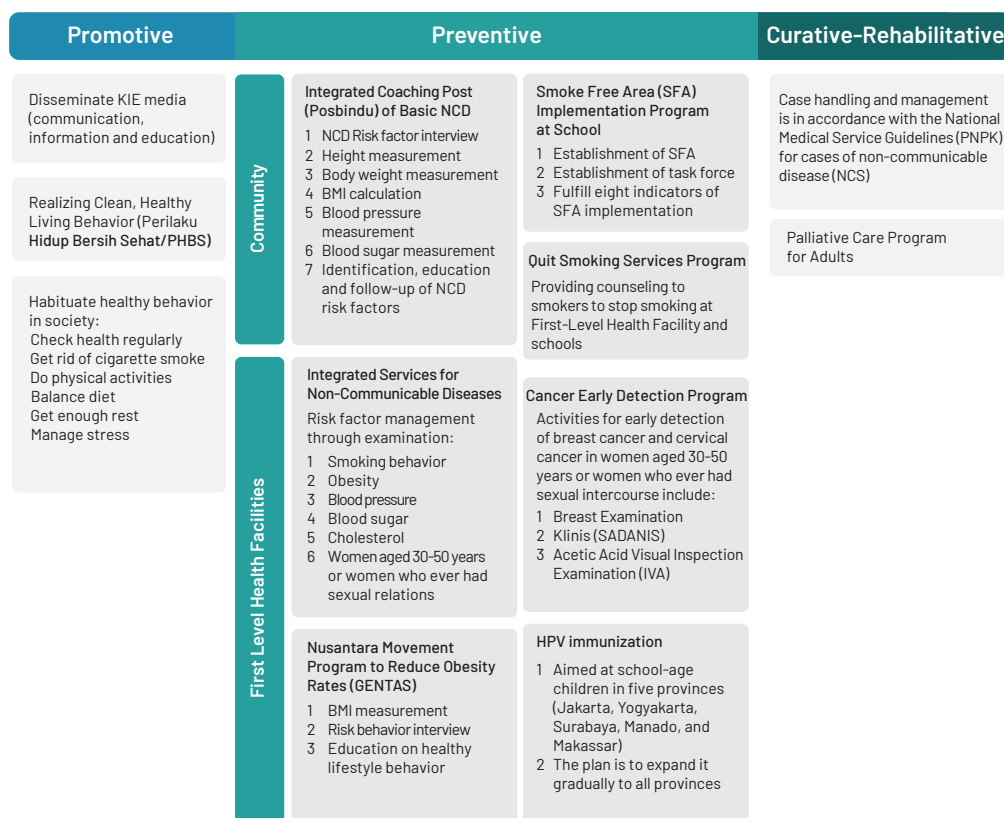 Promotive
Preventive
Curative-Rehabilitative
Disseminate KIE media
(communication,
information and education)
Realizing Clean, Healthy
Living Behavior (Perilaku
Hidup Bersih Sehat/PHBS)
Habituate healthy behavior
in society:
Check health regularly
Get rid of cigarette smoke
Do physical activities
Balance diet
Get enough rest
Manage stress
Community
Integrated Coaching Post
(Posbindu) of Basic NCD
1 NCD Risk factor interview
2 Height measurement
3 Body weight measurement
4 BMI calculation
5 Blood pressure
measurement
6 Blood sugar measurement
7 Identification, education
and follow-up of NCD
risk factors
Smoke Free Area (SFA)
Implementation Program
at School
1 Establishment of SFA
2 Establishment of task force
3 Fulfill eight indicators of
SFA implementation
Quit Smoking Services Program
Providing counseling to
smokers to stop smoking at
First-Level Health Facility and
schools
First Level Health Facilities
Integrated Services for
Non-Communicable Diseases
Risk factor management
through examination:
1 Smoking behavior
2 Obesity
3 Blood pressure
4 Blood sugar
5 Cholesterol
6 Women aged 30-50 years
or women who ever had
sexual relations
Cancer Early Detection Program
Activities for early detection
of breast cancer and cervical
cancer in women aged 30-50
years or women who ever had
sexual intercourse include:
1 Breast Examination
2 Klinis (SADANIS)
3 Acetic Acid Visual Inspection
Examination (IVA)
Nusantara Movement
Program to Reduce Obesity
Rates (GENTAS)
1 BMI measurement
2 Risk behavior interview
3 Education on healthy
lifestyle behavior
HPV immunization
1 Aimed at school-age
children in five provinces
(Jakarta, Yogyakarta,
Surabaya, Manado, and
Makassar)
2 The plan is to expand it
gradually to all provinces
Case handling and management
is in accordance with the National
Medical Service Guidelines (PNPK)
for cases of non-communicable
disease (NCS)
Palliative Care Program
for Adults